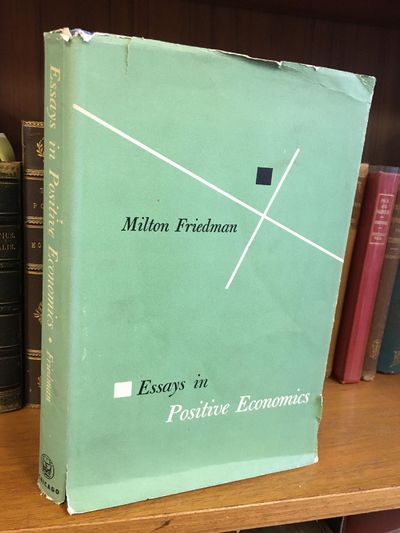 Milton Friedman
Essays in
Positive Economics
Essays in Positive Economics • Friedman
CHICAGO